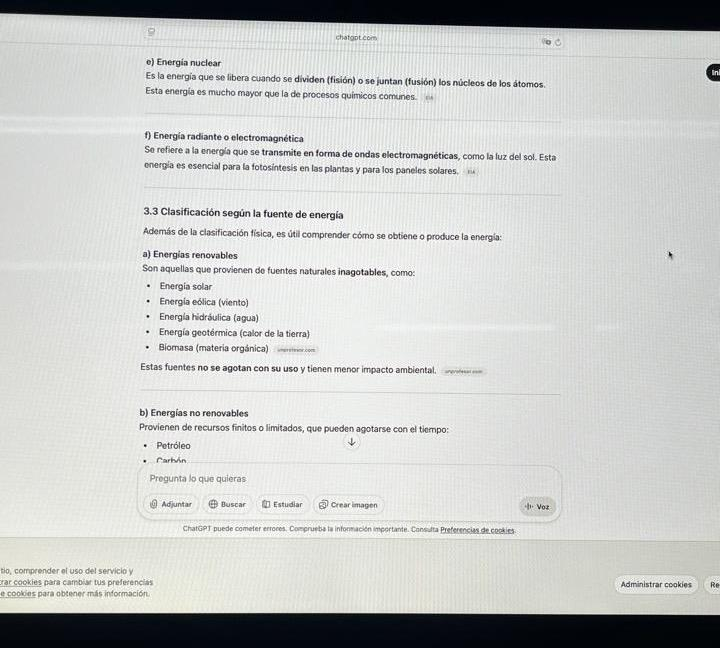 chatgpt.com
e) Energía nuclear
Es la energía que se libera cuando se dividen (fisión) o se juntan (fusión) los núcleos de los átomos.
Esta energía es mucho mayor que la de procesos químicos comunes. EIA
f) Energía radiante o electromagnética
Se refiere a la energía que se transmite en forma de ondas electromagnéticas, como la luz del sol. Esta
energía es esencial para la fotosíntesis en las plantas y para los paneles solares. EIA
3.3 Clasificación según la fuente de energía
Además de la clasificación física, es útil comprender cómo se obtiene o produce la energía:
a) Energías renovables
Son aquellas que provienen de fuentes naturales inagotables, como:
• Energía solar
• Energía eólica (viento)
• Energía hidráulica (agua)
• Energía geotérmica (calor de la tierra)
• Biomasa (materia orgánica) unprofesor.com
Estas fuentes no se agotan con su uso y tienen menor impacto ambiental. unprofesor.com
b) Energías no renovables
Provienen de recursos finitos o limitados, que pueden agotarse con el tiempo:
• Petróleo
• Carbón
Pregunta lo que quieras
Adjuntar Buscar Estudiar Crear imagen Voz
ChatGPT puede cometer errores. Comprueba la información importante. Consulta Preferencias de cookies.
tio, comprender el uso del servicio y
rar cookies para cambiar tus preferencias
e cookies para obtener más información.
Administrar cookies Re
Ini